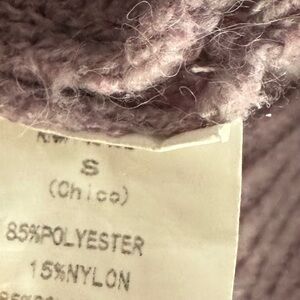 S
(Chico)
85%POLYESTER
15%NYLON